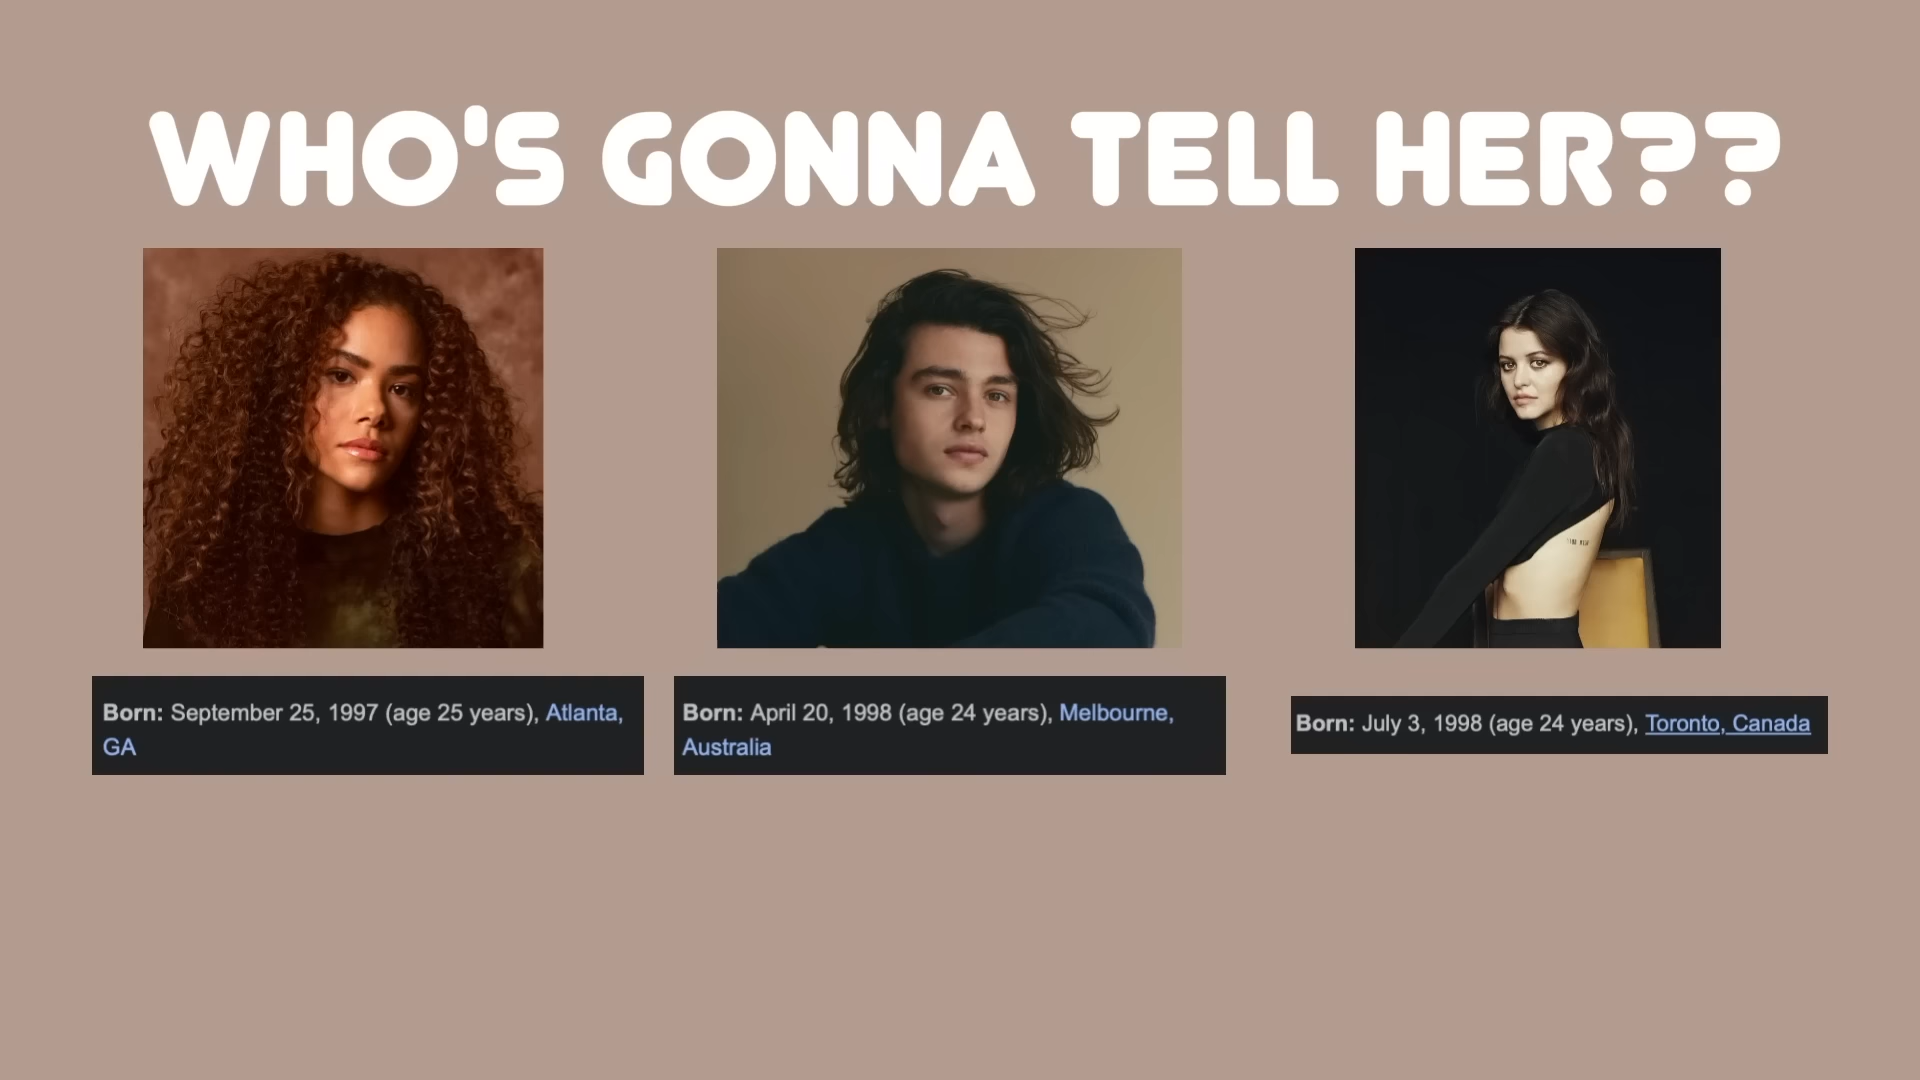 WHO'S GONNA TELL HER??
Born: September 25, 1997 (age 25 years), Atlanta,
GA
Born: April 20, 1998 (age 24 years), Melbourne,
Australia
Born: July 3, 1998 (age 24 years), Toronto, Canada